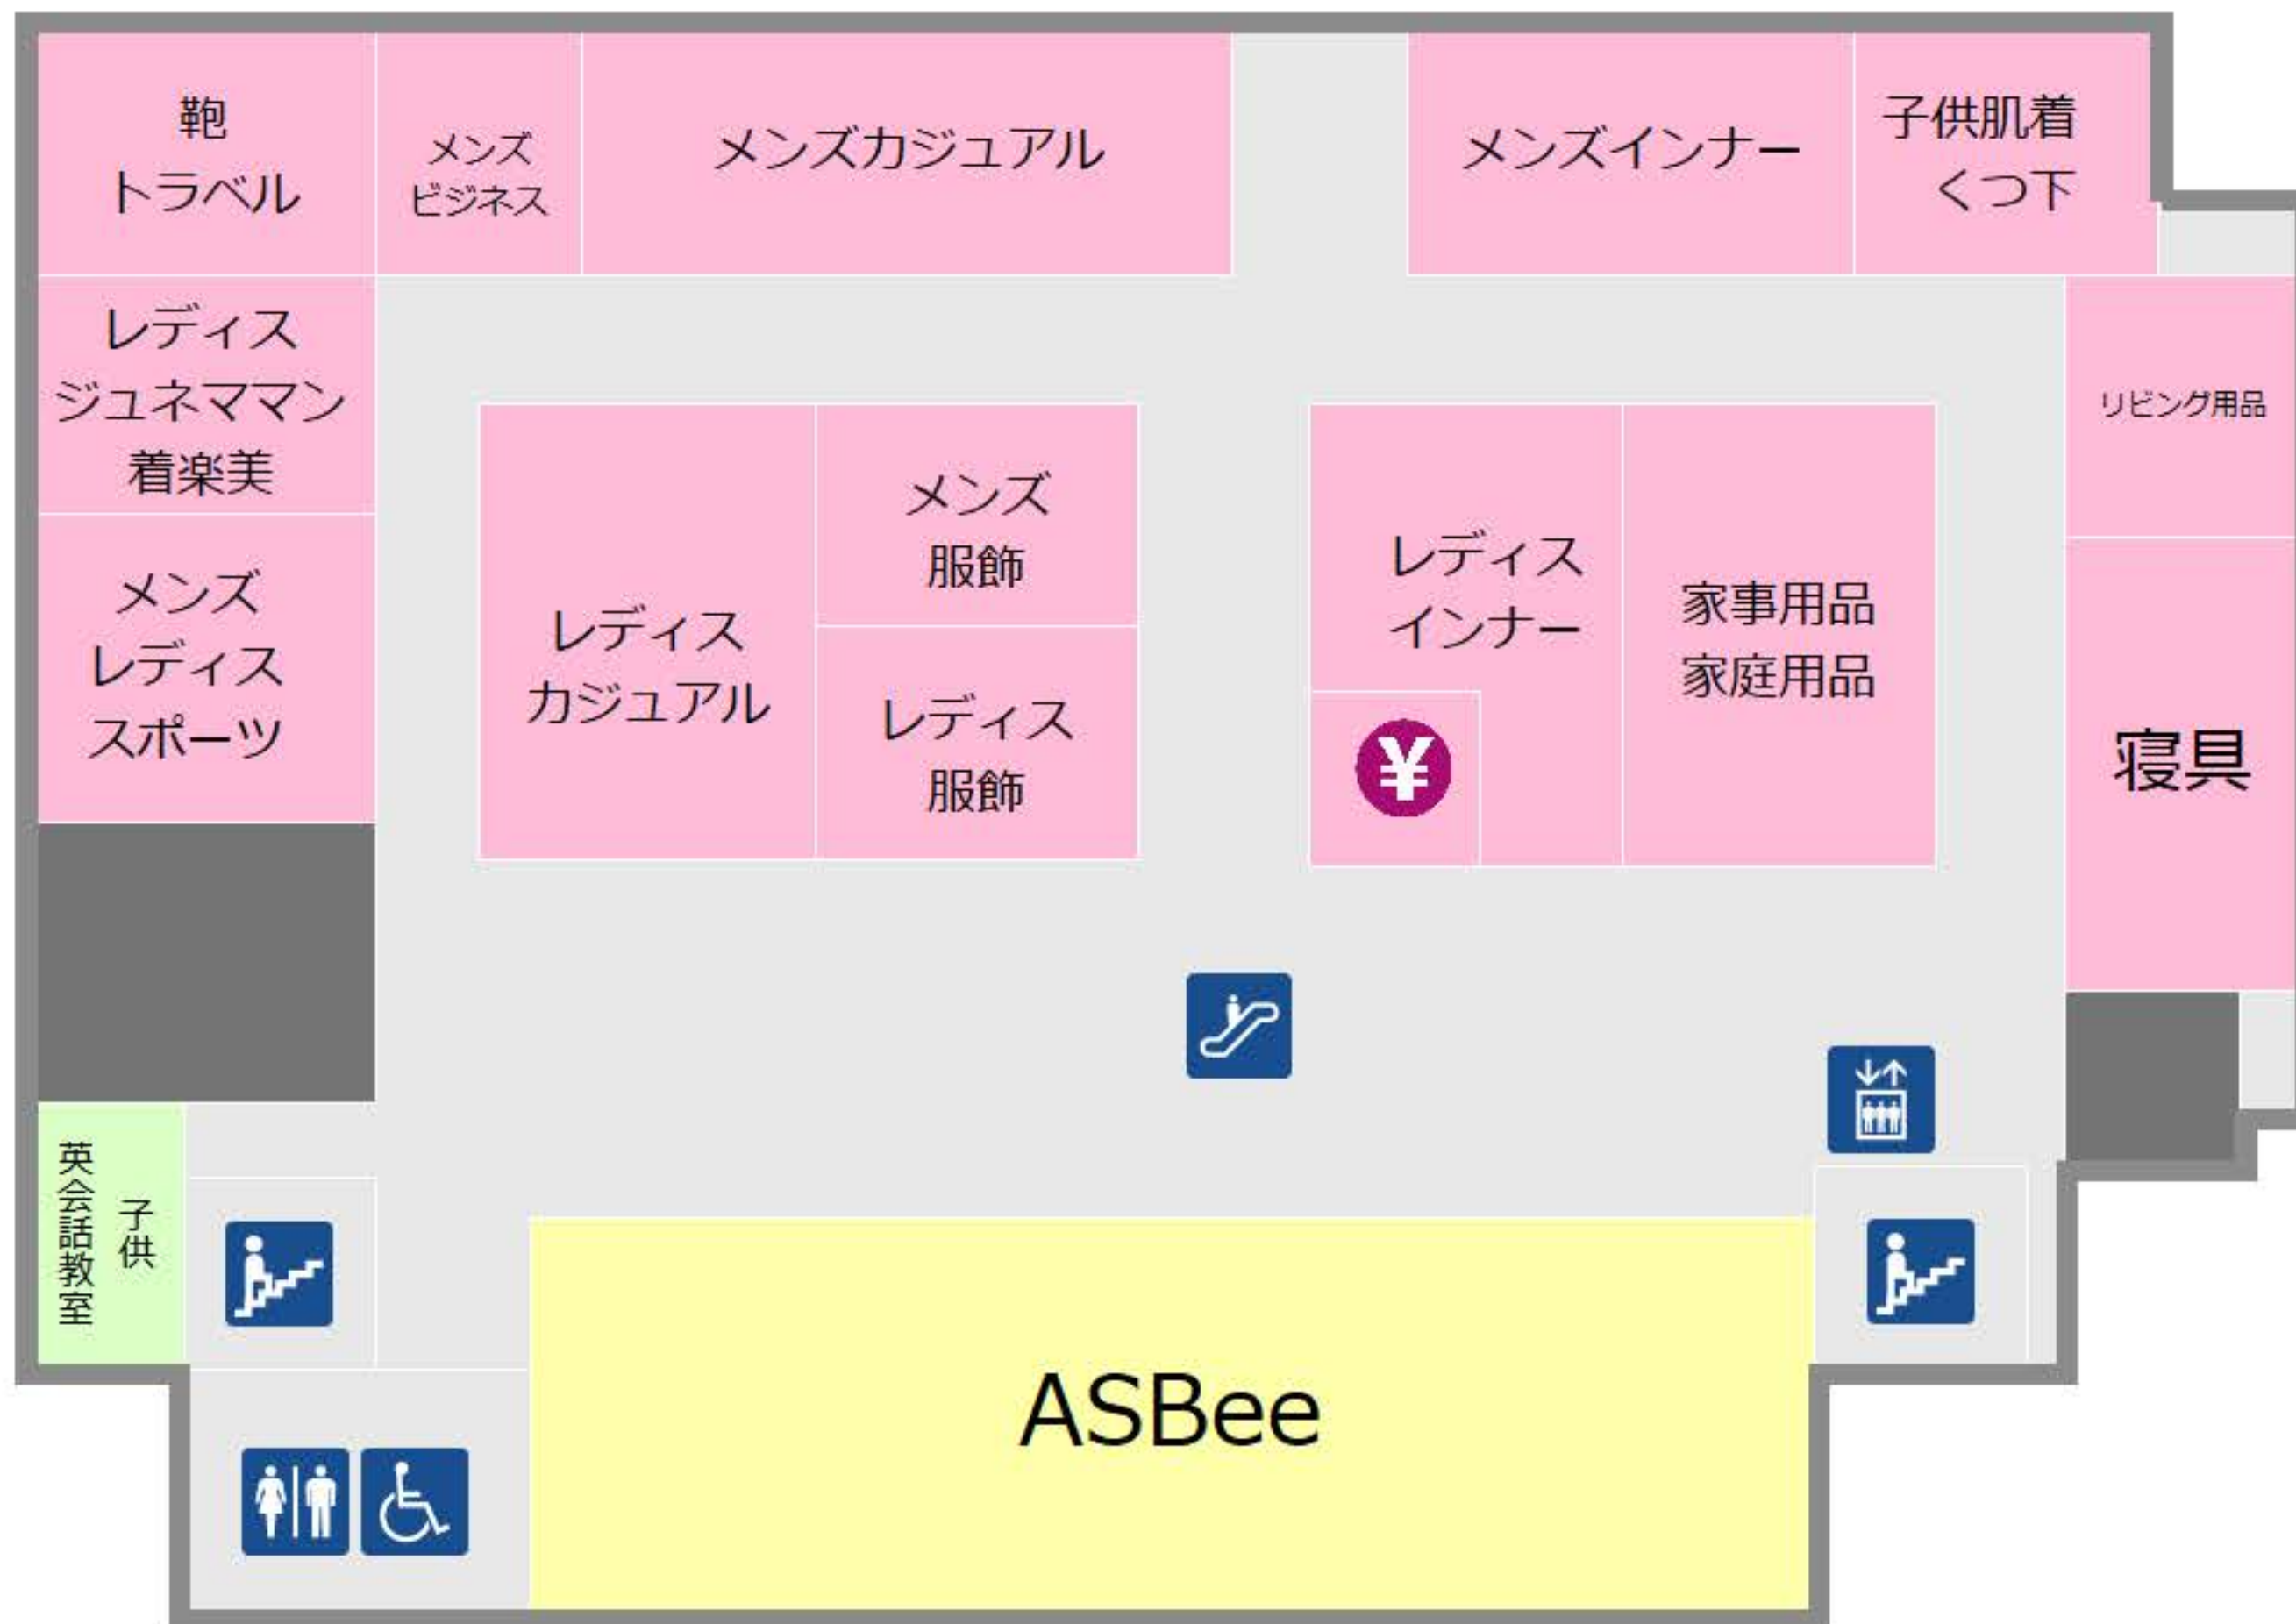 鞄
トラベル
メンズ
ビジネス
メンズカジュアル
メンズインナー
子供肌着
くつ下
レディス
ジュネママン
着楽美
リビング用品
メンズ
レディス
スポーツ
レディス
カジュアル
メンズ
服飾
レディス
服飾
レディス
インナー
¥
家事用品
家庭用品
寝具
子供
英会話教室
ASBee